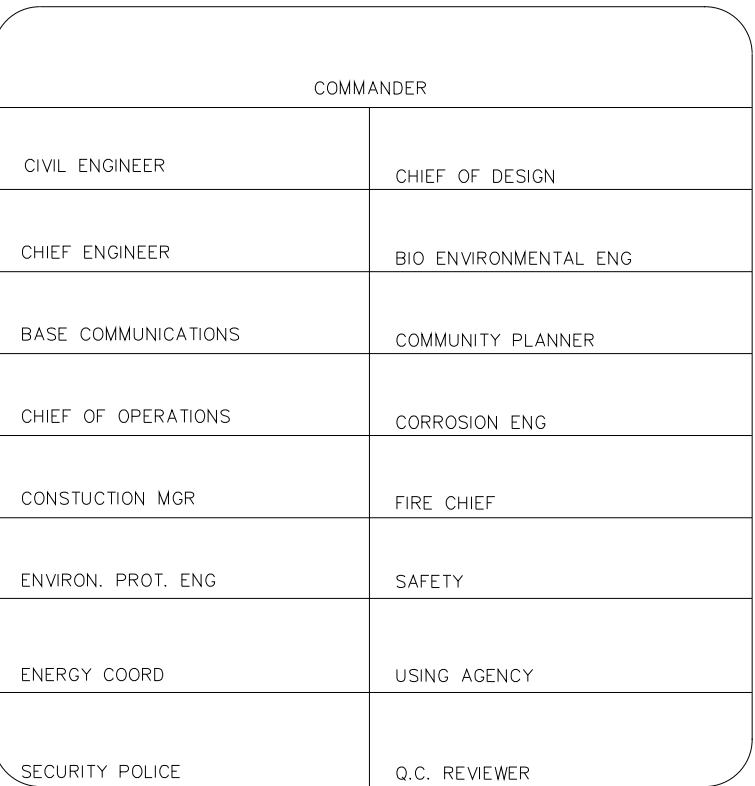 COMMANDER
CIVIL ENGINEER
CHIEF OF DESIGN
CHIEF ENGINEER
BIO ENVIRONMENTAL ENG
BASE COMMUNICATIONS
COMMUNITY PLANNER
CHIEF OF OPERATIONS
CORROSION ENG
CONSTUCTION MGR
FIRE CHIEF
ENVIRON. PROT. ENG
SAFETY
ENERGY COORD
USING AGENCY
SECURITY POLICE
Q.C. REVIEWER